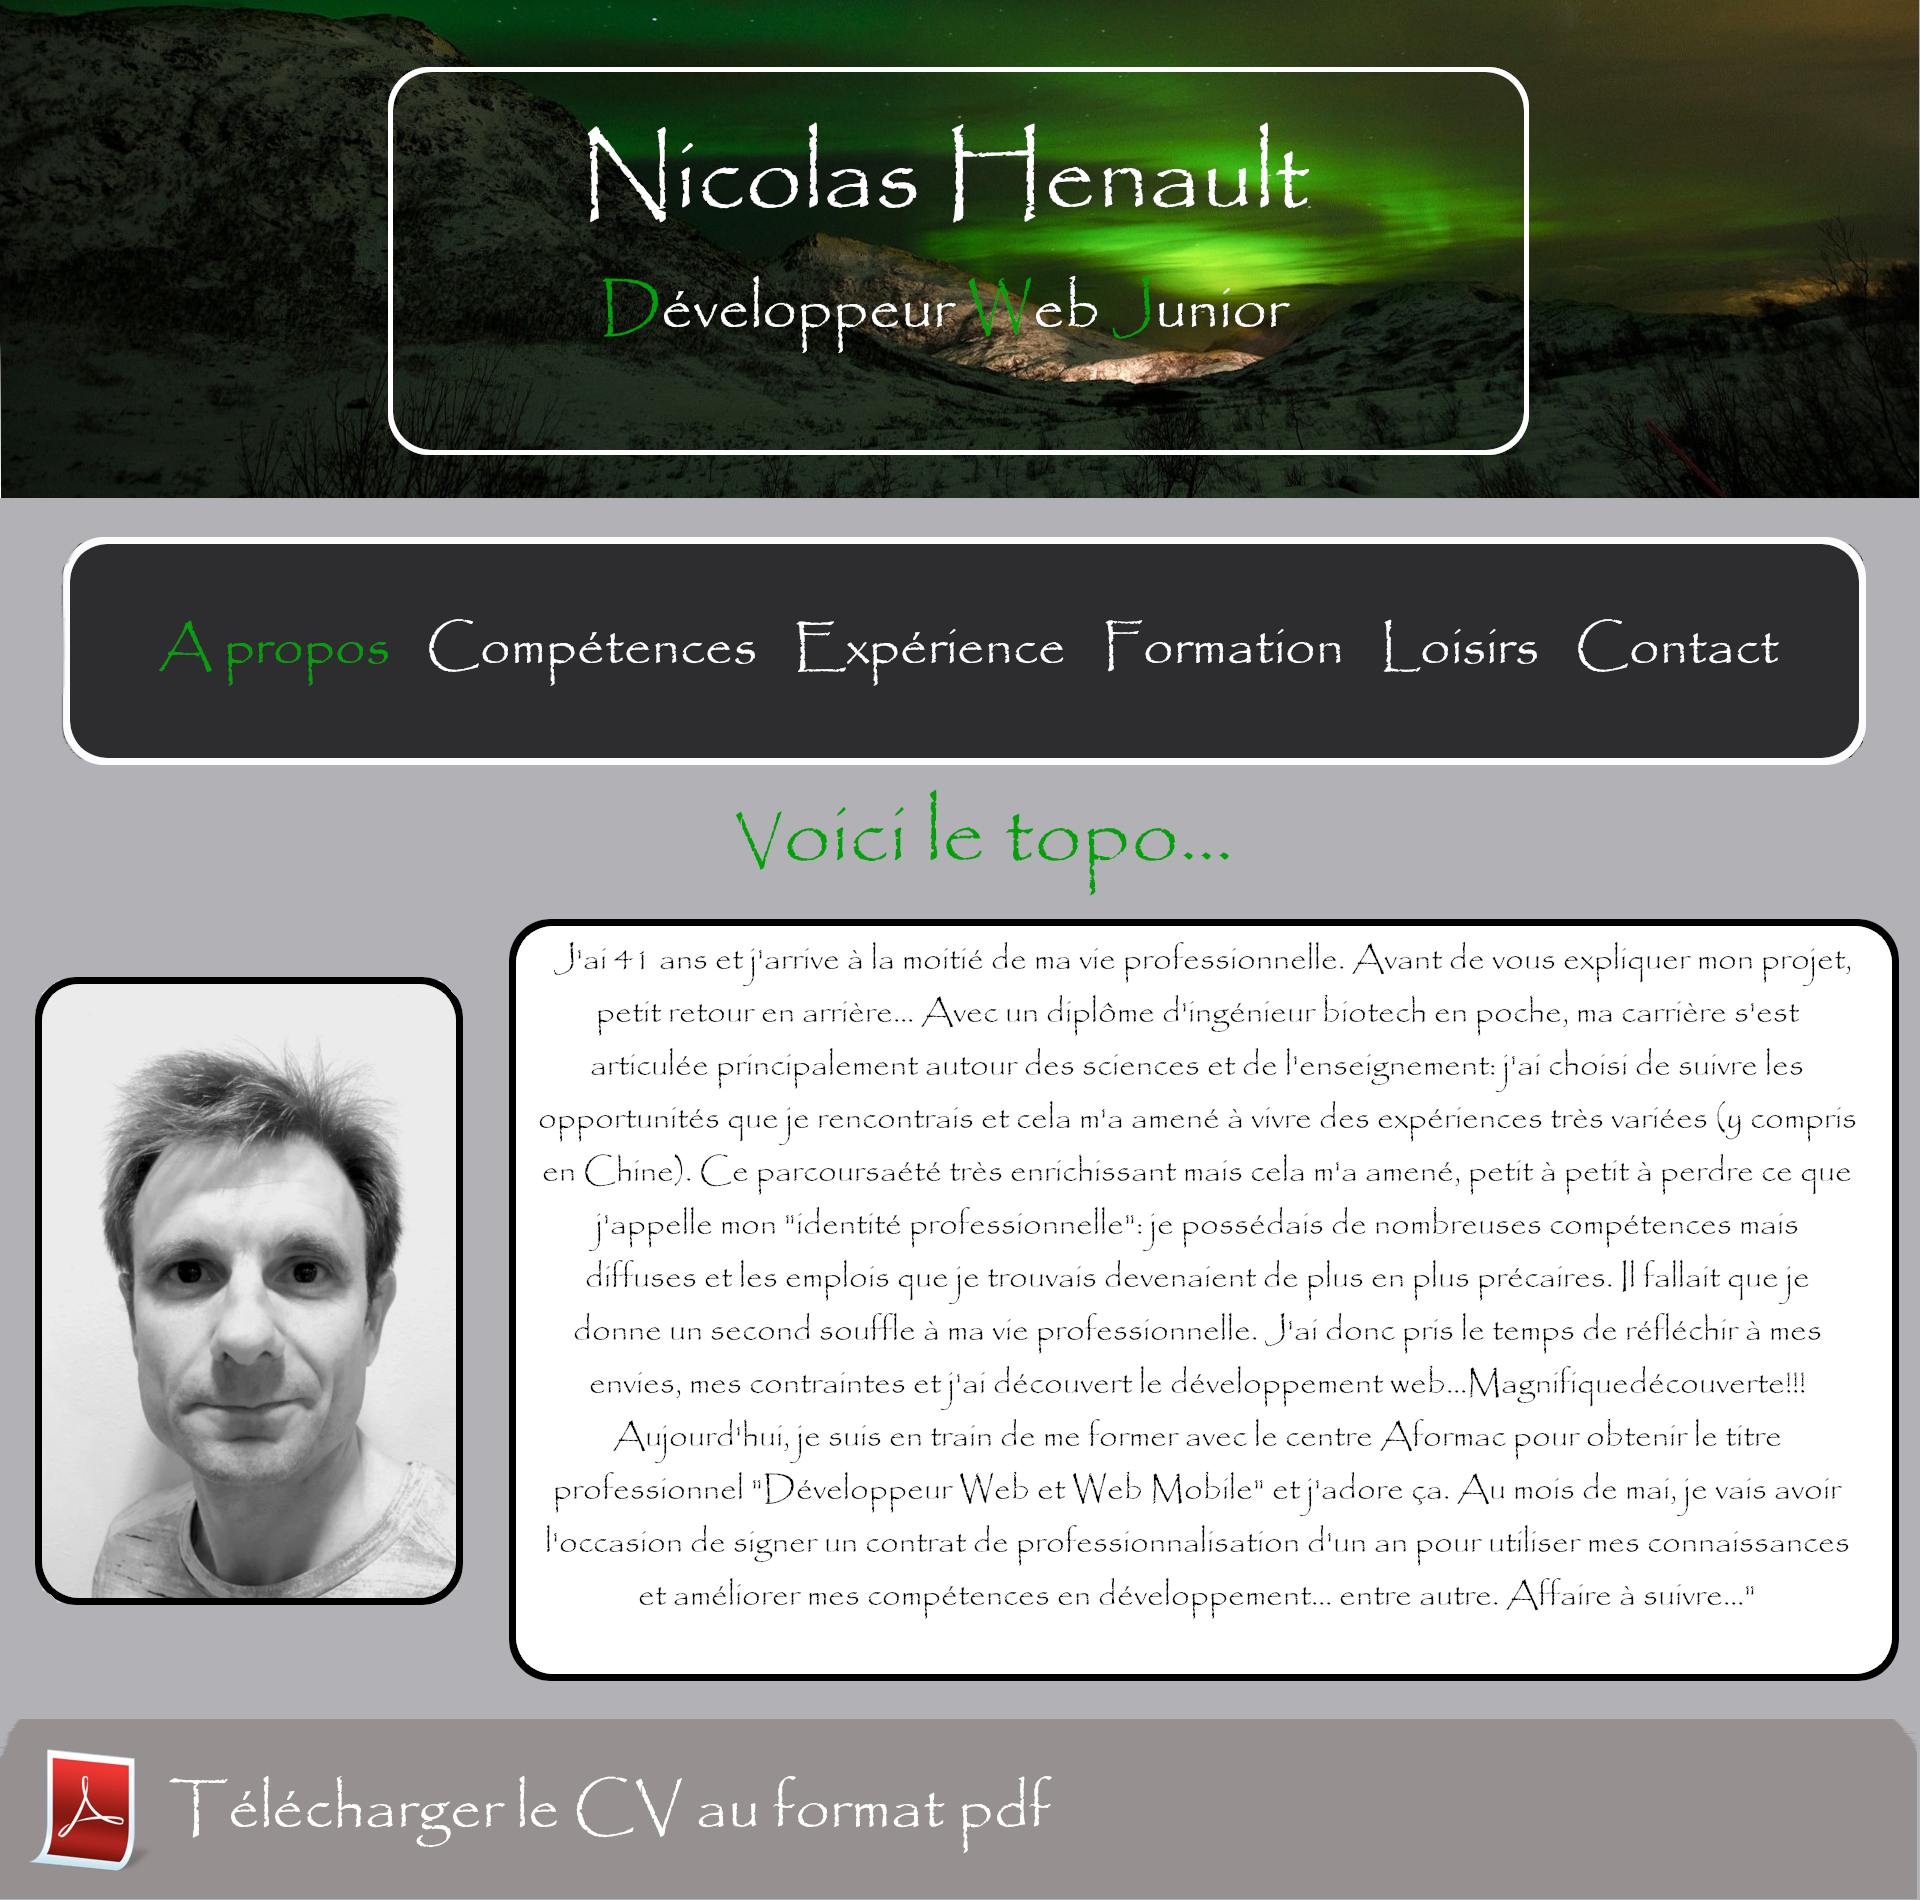 Nicolas Henault
Développeur Web Junior
A propos Compétences Expérience Formation Loisirs Contact
Voici le topo...
J'ai 41 ans et j'arrive à la moitié de ma vie professionnelle. Avant de vous expliquer mon projet,
petit retour en arrière... Avec un diplôme d'ingénieur biotech en poche, ma carrière s'est
articulée principalement autour des sciences et de l'enseignement: j'ai choisi de suivre les
opportunités que je rencontrais et cela m'a amené à vivre des expériences très variées (y compris
en Chine). Ce parcoursaété très enrichissant mais cela m'a amené, petit à petit à perdre ce que
j'appelle mon "identité professionnelle": je possédais de nombreuses compétences mais
diffuses et les emplois que je trouvais devenaient de plus en plus précaires. Il fallait que je
donne un second souffle à ma vie professionnelle. J'ai donc pris le temps de réfléchir à mes
envies, mes contraintes et j'ai découvert le développement web...Magnifiquedécouverte!!!
Aujourd'hui, je suis en train de me former avec le centre Aformac pour obtenir le titre
professionnel "Développeur Web et Web Mobile" et j'adore ça. Au mois de mai, je vais avoir
l'occasion de signer un contrat de professionnalisation d'un an pour utiliser mes connaissances
et améliorer mes compétences en développement... entre autre. Affaire à suivre..."
Télécharger le CV au format pdf